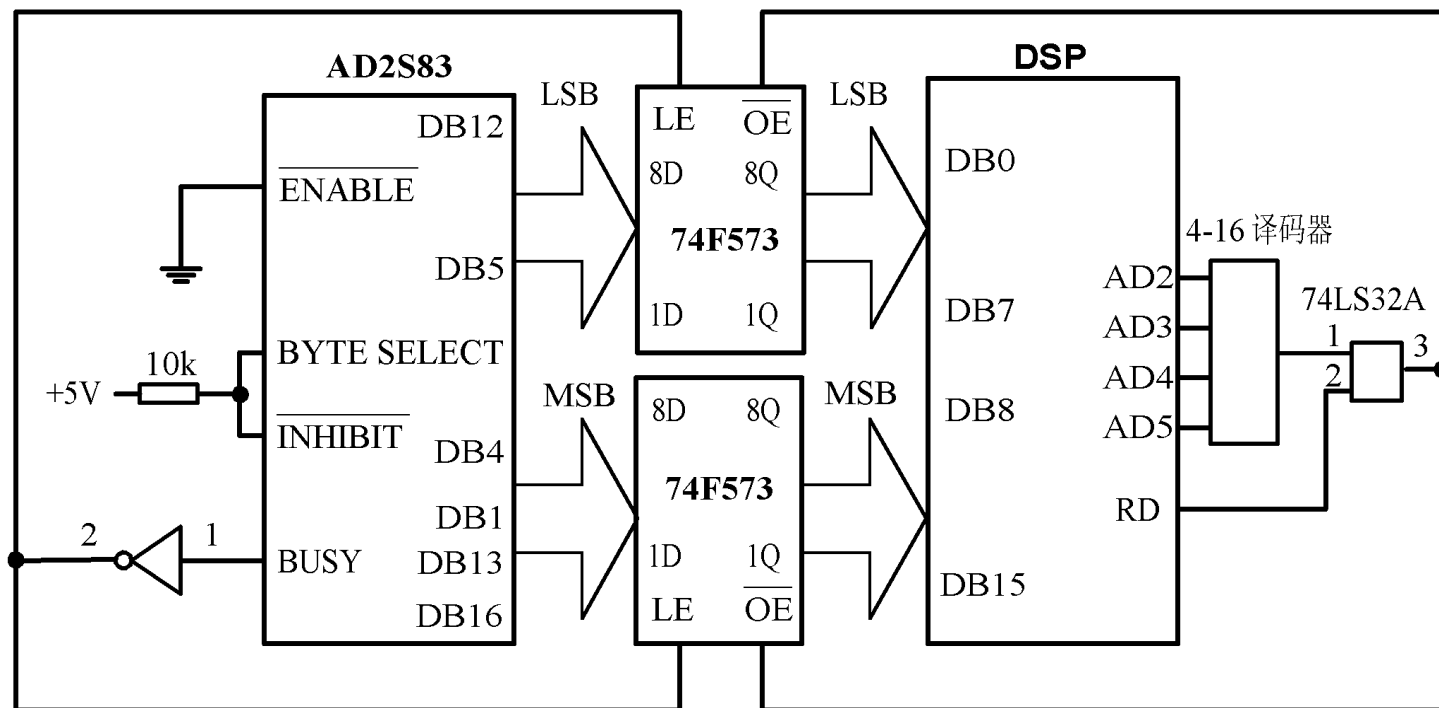 AD2S83
DB12
ENABLE
DB5
BYTE SELECT
INHIBIT
DB4
DB1
BUSY
DB13
DB16
+5V
10k
2
1
LSB
MSB
LE
OE
8D
8Q
74F573
1D
1Q
8D
8Q
74F573
1D
1Q
LE
OE
LSB
MSB
DSP
DB0
DB7
DB8
DB15
AD2
AD3
AD4
AD5
RD
4-16 译码器
74LS32A
1
2
3